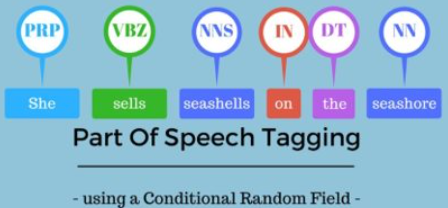 PRP VBZ NNS IN DT NN
She sells seashells on the seashore
Part Of Speech Tagging
- using a Conditional Random Field -